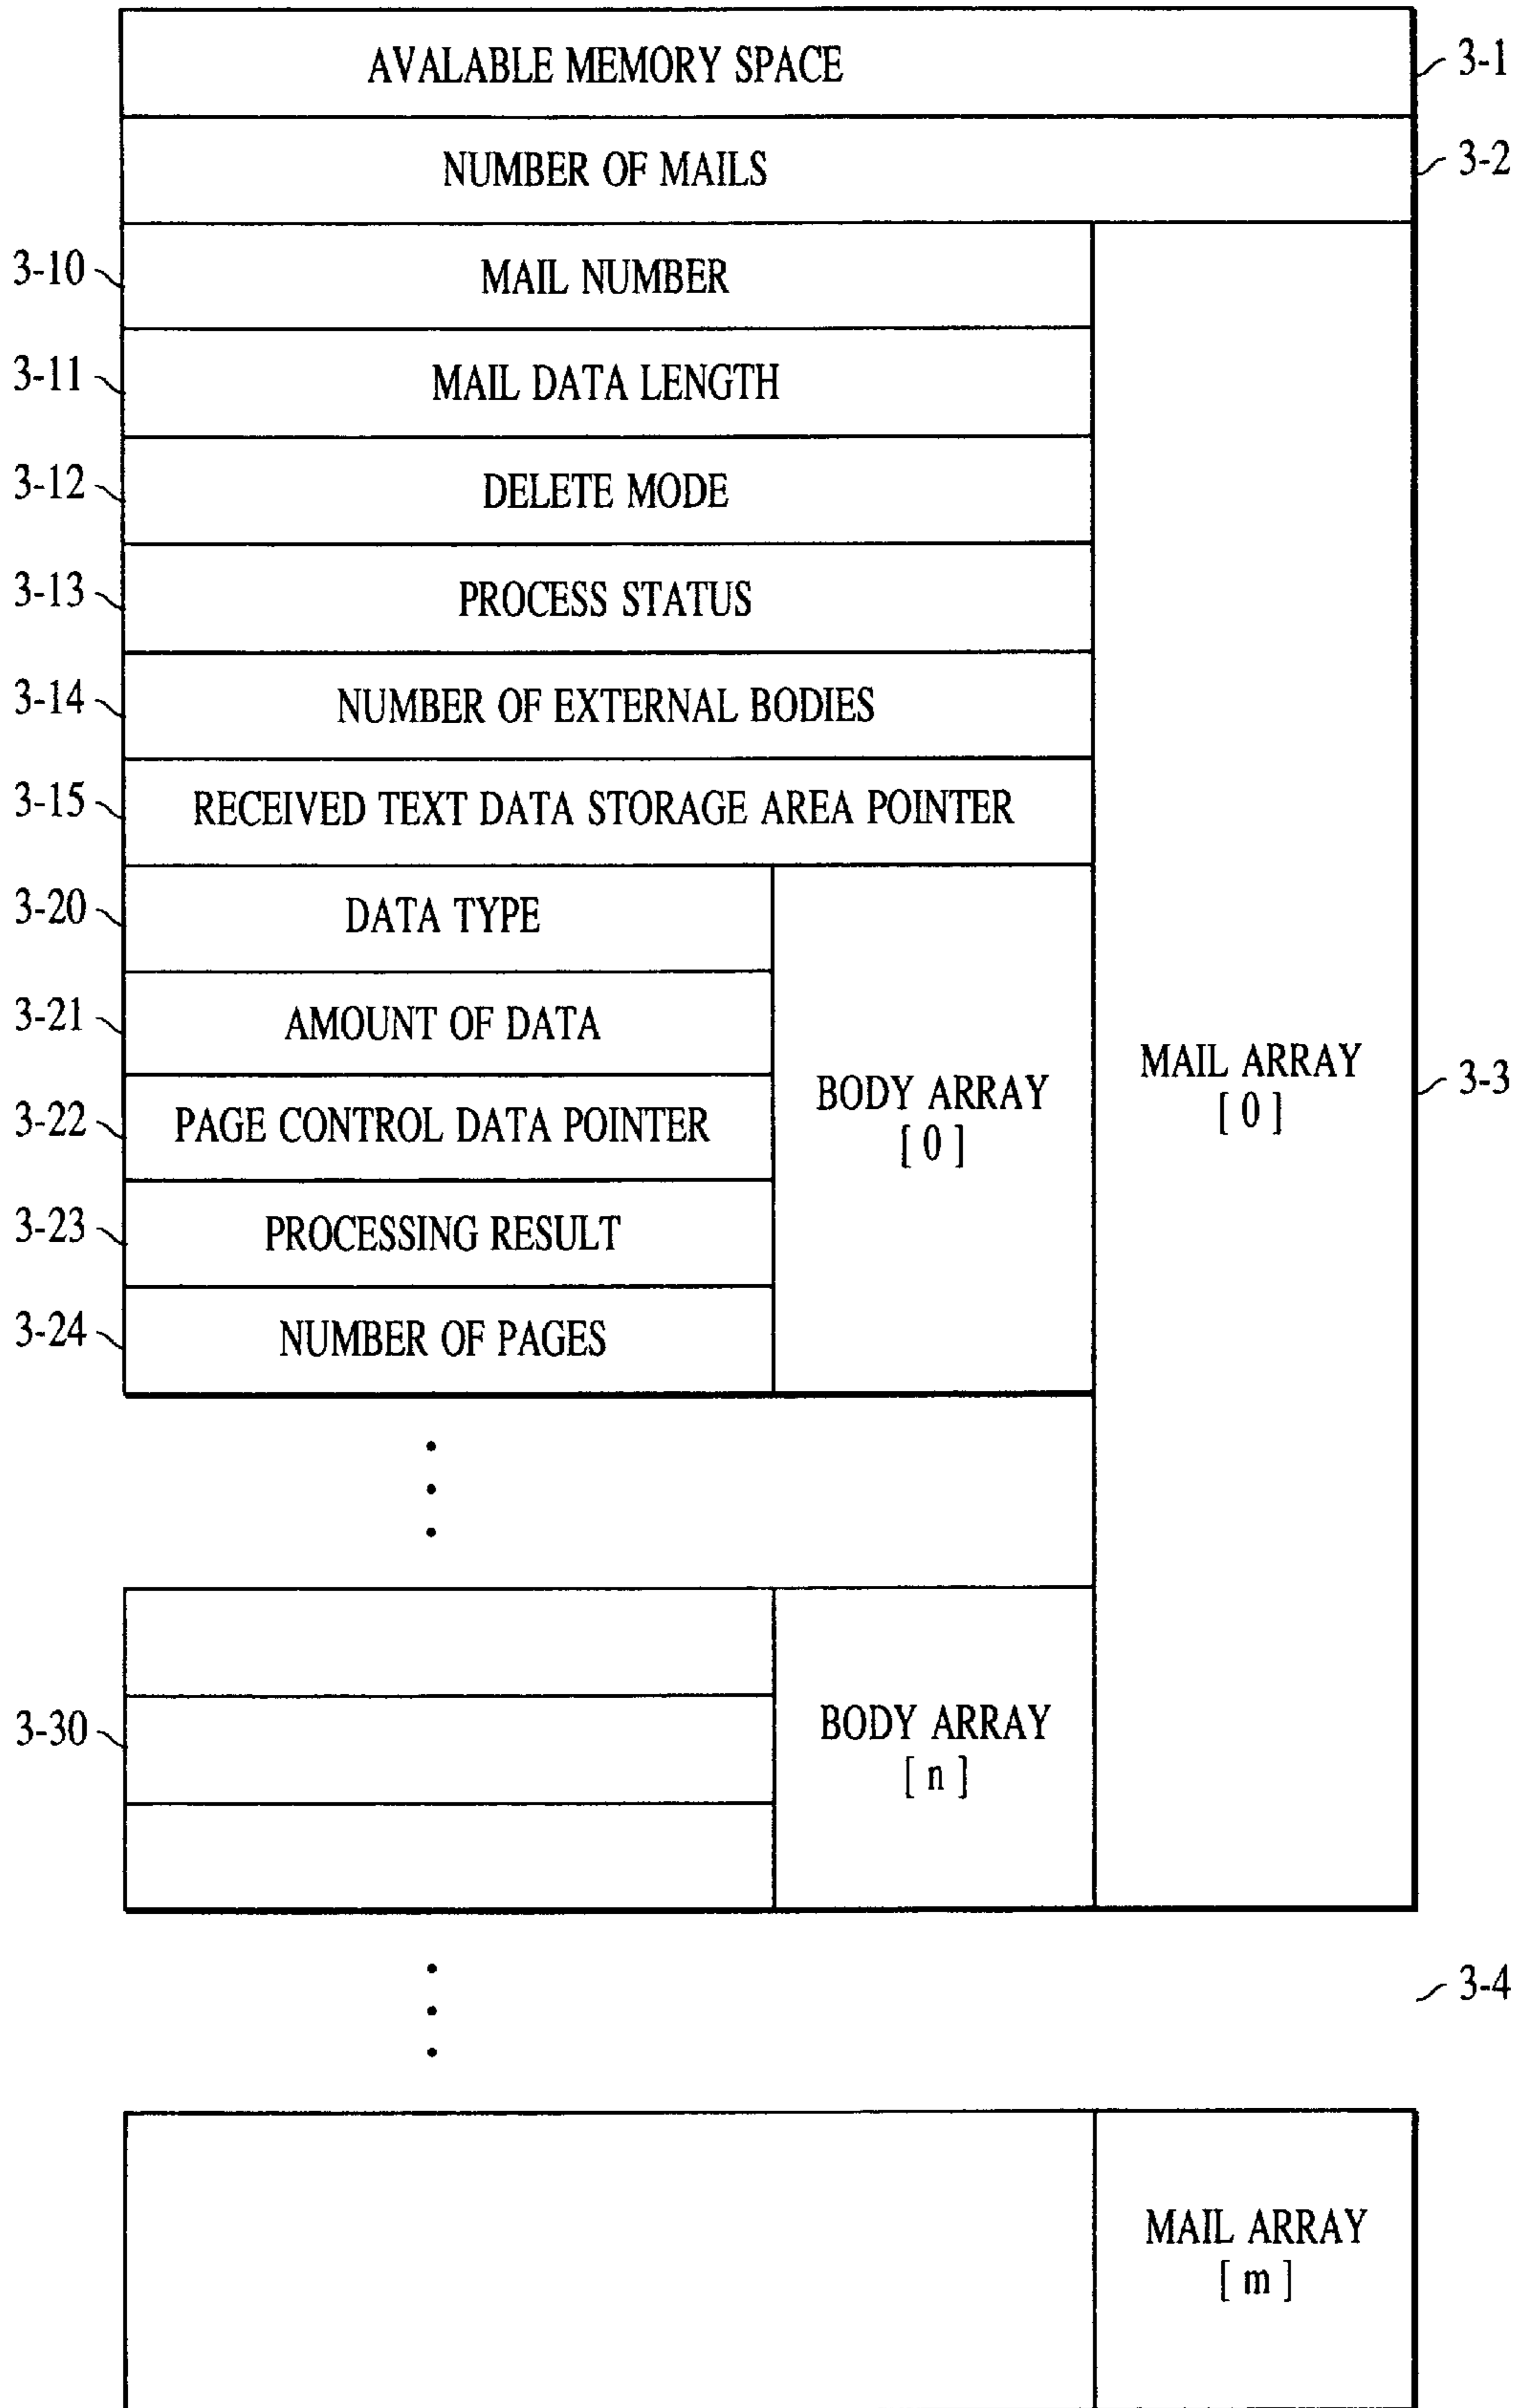 AVALABLE MEMORY SPACE
3-1
NUMBER OF MAILS
3-2
3-10
MAIL NUMBER
3-11
MAIL DATA LENGTH
3-12
DELETE MODE
3-13
PROCESS STATUS
3-14
NUMBER OF EXTERNAL BODIES
3-15
RECEIVED TEXT DATA STORAGE AREA POINTER
3-20
DATA TYPE
3-21
AMOUNT OF DATA
3-22
PAGE CONTROL DATA POINTER
3-23
PROCESSING RESULT
3-24
NUMBER OF PAGES
BODY ARRAY
[ 0 ]
MAIL ARRAY
[ 0 ]
3-3
3-30
BODY ARRAY
[ n ]
3-4
MAIL ARRAY
[ m ]